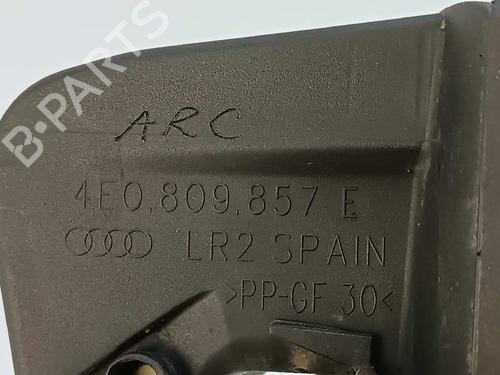 B-PARTS
ARC
4E0.809.857 E
LR2 SPAIN
>PP-GF 30<